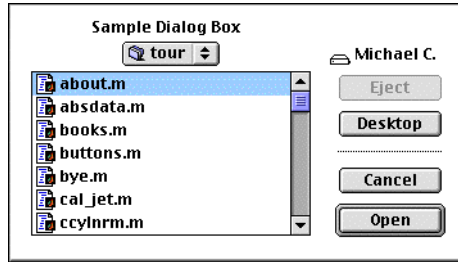 Sample Dialog Box
tour
Michael C.
about.m
absdata.m
books.m
buttons.m
bye.m
cal_jet.m
ccylnrm.m
Eject
Desktop
Cancel
Open